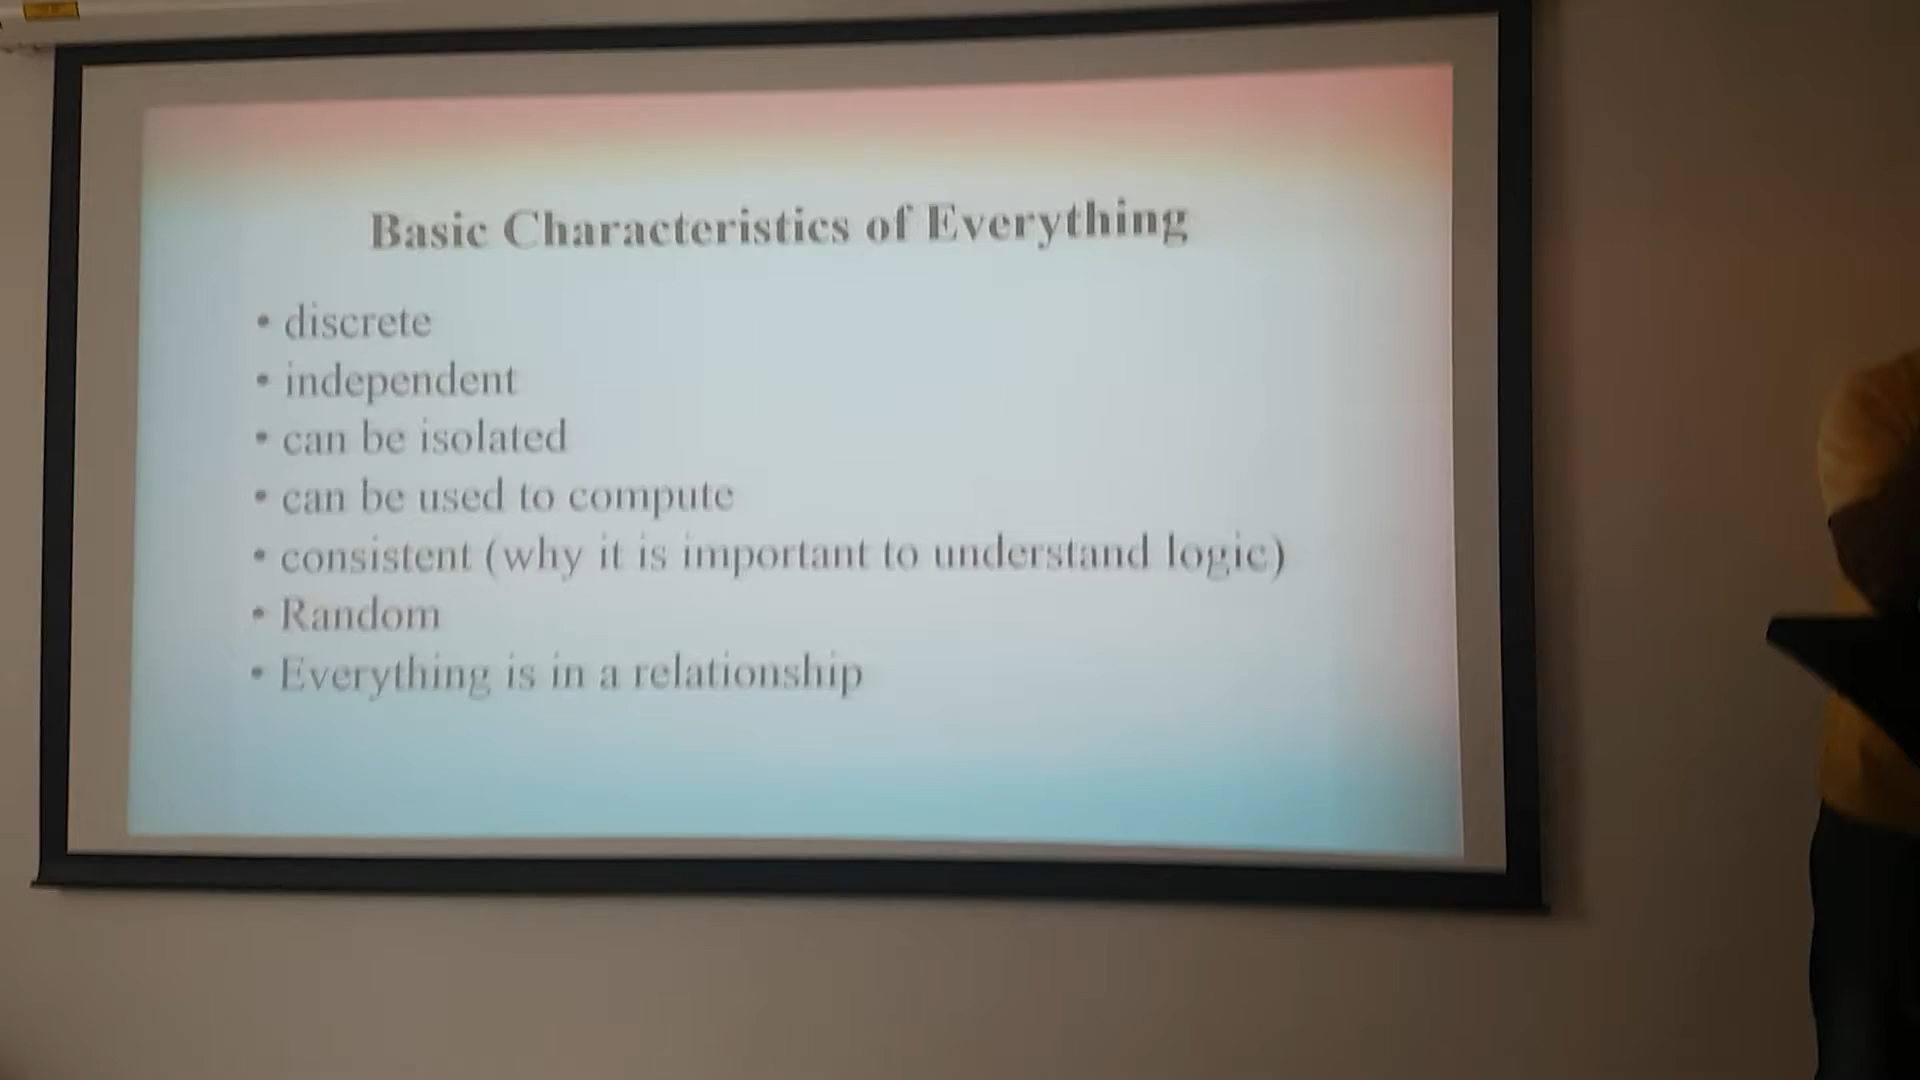 Basic Characteristics of Everything
• discrete
• independent
• can be isolated
• can be used to compute
• consistent (why it is important to understand logic)
• Random
• Everything is in a relationship